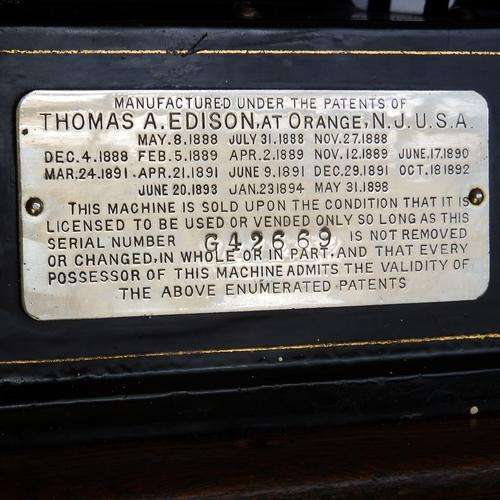 MANUFACTURED UNDER THE PATENTS OF
THOMAS A. EDISON, AT ORANGE, N.J. U.S.A.
MAY. 8. 1888 JULY 31. 1888 NOV. 27. 1888
DEC. 4. 1888 FEB. 5. 1889 APR. 2. 1889 NOV. 12. 1889 JUNE. 17. 1890
MAR. 24. 1891. APR. 21. 1891 JUNE 9. 1891 DEC. 29. 1891 OCT. 18. 1892
JUNE 20. 1893 JAN. 23 1894 MAY 31. 1898
THIS MACHINE IS SOLD UPON THE CONDITION THAT IT IS
LICENSED TO BE USED OR VENDED ONLY SO LONG AS THIS
SERIAL NUMBER G42669 IS NOT REMOVED
OR CHANGED, IN WHOLE OR IN PART, AND THAT EVERY
POSSESSOR OF THIS MACHINE ADMITS THE VALIDITY OF
THE ABOVE ENUMERATED PATENTS